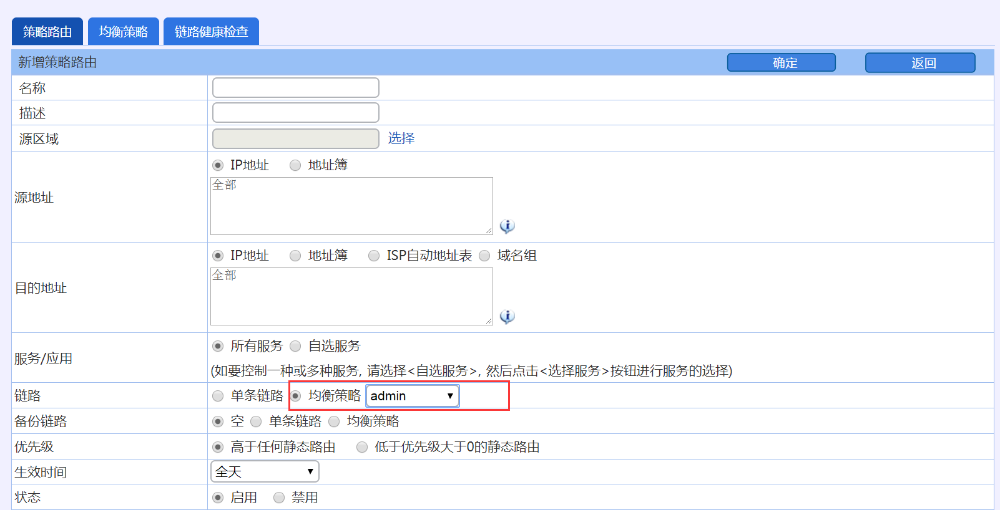 策略路由 均衡策略 链路健康检查
新增策略路由 确定 返回
名称
描述
源区域 选择
IP地址 地址簿
全部
源地址
IP地址 地址簿 ISP自动地址表 域名组
全部
目的地址
所有服务 自选服务
服务/应用
(如要控制一种或多种服务, 请选择<自选服务>, 然后点击<选择服务>按钮进行服务的选择)
链路 单条链路 均衡策略 admin
备份链路 空 单条链路 均衡策略
优先级 高于任何静态路由 低于优先级大于0的静态路由
生效时间 全天
状态 启用 禁用